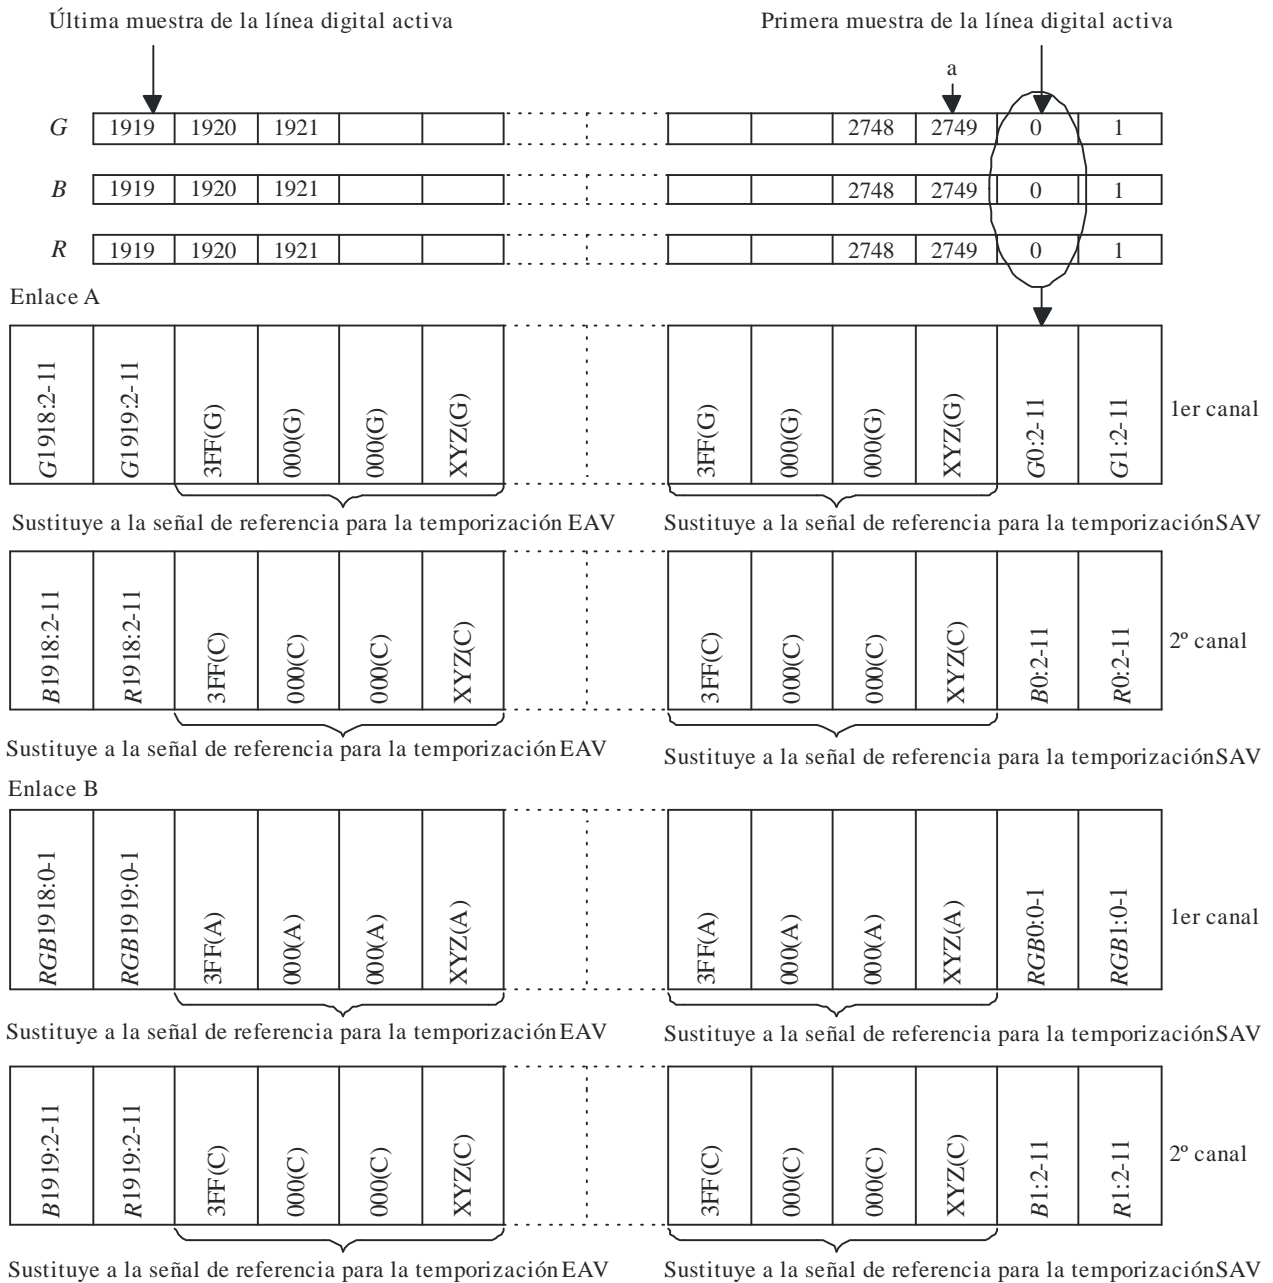 Última muestra de la línea digital activa
Primera muestra de la línea digital activa
a
G 1919 1920 1921 2748 2749 0 1
B 1919 1920 1921 2748 2749 0 1
R 1919 1920 1921 2748 2749 0 1
Enlace A
G1918:2-11 G1919:2-11 3FF(G) 000(G) 000(G) XYZ(G) 3FF(G) 000(G) 000(G) XYZ(G) G0:2-11 G1:2-11 1er canal
Sustituye a la señal de referencia para la temporización EAV
Sustituye a la señal de referencia para la temporización SAV
B1918:2-11 R1918:2-11 3FF(C) 000(C) 000(C) XYZ(C) 3FF(C) 000(C) 000(C) XYZ(C) B0:2-11 R0:2-11 2º canal
Sustituye a la señal de referencia para la temporización EAV
Sustituye a la señal de referencia para la temporización SAV
Enlace B
RGB1918:0-1 RGB1919:0-1 3FF(A) 000(A) 000(A) XYZ(A) 3FF(A) 000(A) 000(A) XYZ(A) RGB0:0-1 RGB1:0-1 1er canal
Sustituye a la señal de referencia para la temporización EAV
Sustituye a la señal de referencia para la temporización SAV
B1919:2-11 R1919:2-11 3FF(C) 000(C) 000(C) XYZ(C) 3FF(C) 000(C) 000(C) XYZ(C) B1:2-11 R1:2-11 2º canal
Sustituye a la señal de referencia para la temporización EAV
Sustituye a la señal de referencia para la temporización SAV